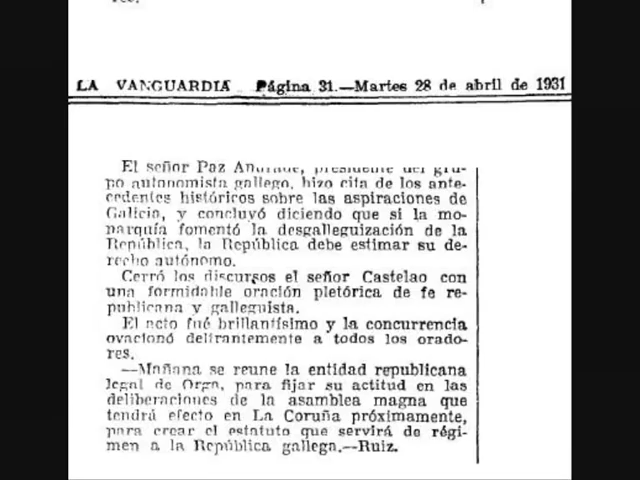 LA VANGUARDIA Página 31.—Martes 28 de abril de 1931
El señor Paz Andrade, presidente del gru-
po autonomista gallego, hizo cita de los ante-
cedentes históricos sobre las aspiraciones de
Galicia, y concluyó diciendo que si la mo-
narquía fomentó la desgalleguización de la
República, la República debe estimar su de-
recho autónomo.
Cerró los discursos el señor Castelao con
una formidable oración pletórica de fe re-
publicana y galleguista.
El acto fué brillantísimo y la concurrencia
ovacionó delirantemente a todos los orado-
res.
—Mañana se reune la entidad republicana
legal de Orga, para fijar su actitud en las
deliberaciones de la asamblea magna que
tendrá efecto en La Coruña próximamente,
para crear el estatuto que servirá de régi-
men a la República gallega.—Ruiz.